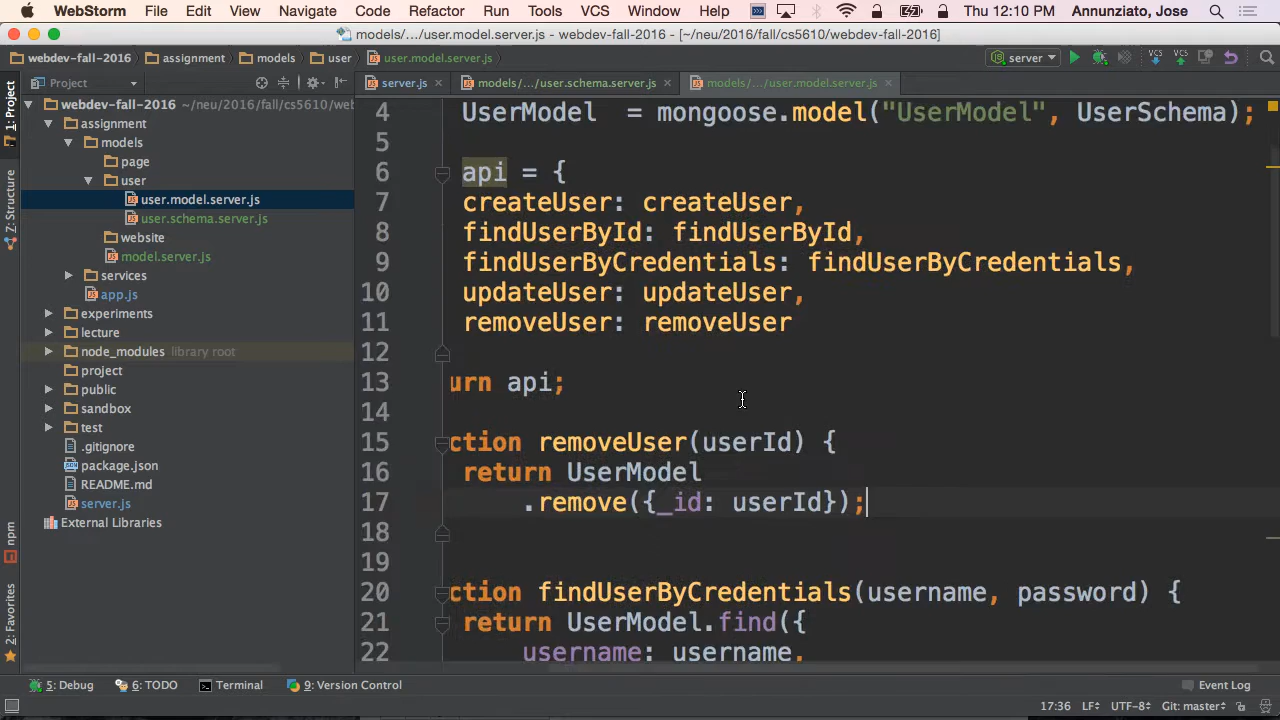 WebStorm File Edit View Navigate Code Refactor Run Tools VCS Window Help Thu 12:10 PM Annunziato, Jose
models/.../user.model.server.js - webdev-fall-2016 - [~/neu/2016/fall/cs5610/webdev-fall-2016]
webdev-fall-2016 assignment models user user.model.server.js server VCS VCS
Project server.js models/.../user.schema.server.js models/.../user.model.server.js
1: Project
Z: Structure
npm
2: Favorites
webdev-fall-2016 ~/neu/2016/fall/cs5610/web
assignment
models
page
user
user.model.server.js
user.schema.server.js
website
model.server.js
services
app.js
experiments
lecture
node_modules library root
project
public
sandbox
test
.gitignore
package.json
README.md
server.js
External Libraries
4 UserModel = mongoose.model("UserModel", UserSchema);
5
6 api = {
7 createUser: createUser,
8 findUserById: findUserById,
9 findUserByCredentials: findUserByCredentials,
10 updateUser: updateUser,
11 removeUser: removeUser
12
13 urn api;
14
15 ction removeUser(userId) {
16 return UserModel
17 .remove({_id: userId});
18
19
20 ction findUserByCredentials(username, password) {
21 return UserModel.find({
22 username: username,
5: Debug 6: TODO Terminal 9: Version Control Event Log
17:36 LF÷ UTF-8÷ Git: master÷